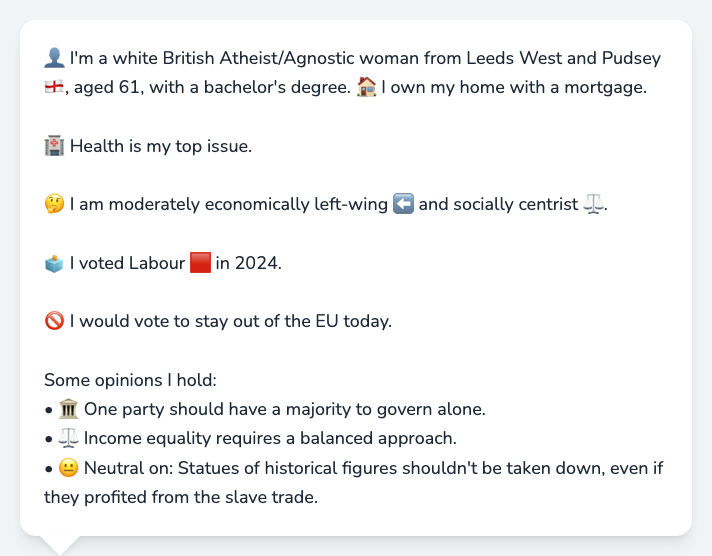 👤 I'm a white British Atheist/Agnostic woman from Leeds West and Pudsey
🏴󠁧󠁢󠁥󠁮󠁧󠁿, aged 61, with a bachelor's degree. 🏠 I own my home with a mortgage.
🏥 Health is my top issue.
🤔 I am moderately economically left-wing ⬅️ and socially centrist ⚖️.
🗳️ I voted Labour 🟥 in 2024.
🚫 I would vote to stay out of the EU today.
Some opinions I hold:
• 🏛️ One party should have a majority to govern alone.
• ⚖️ Income equality requires a balanced approach.
• 😐 Neutral on: Statues of historical figures shouldn't be taken down, even if
they profited from the slave trade.